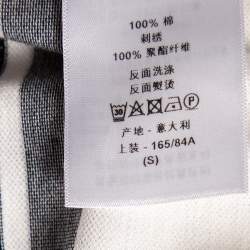 100% 棉
刺绣
100% 聚酯纤维
反面洗涤
反面熨烫
30 P
产地 - 意大利
上装 - 165/84A
(S)